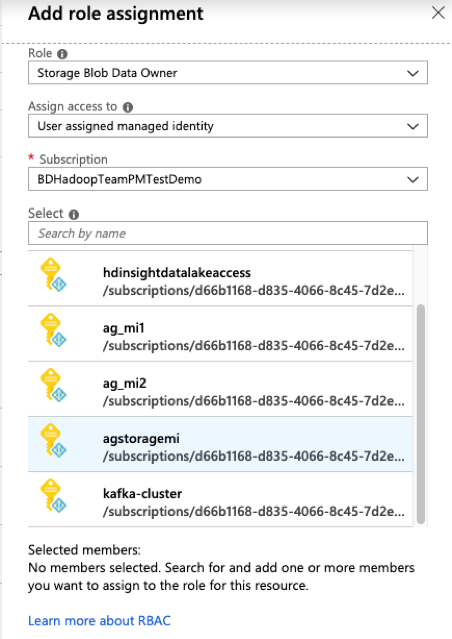 Add role assignment
Role
Storage Blob Data Owner
Assign access to
User assigned managed identity
* Subscription
BDHadoopTeamPMTestDemo
Select
Search by name
hdinsightdatalakeaccess
/subscriptions/d66b1168-d835-4066-8c45-7d2e...
ag_mi1
/subscriptions/d66b1168-d835-4066-8c45-7d2e...
ag_mi2
/subscriptions/d66b1168-d835-4066-8c45-7d2e...
agstoragemi
/subscriptions/d66b1168-d835-4066-8c45-7d2e...
kafka-cluster
/subscriptions/d66b1168-d835-4066-8c45-7d2e...
Selected members:
No members selected. Search for and add one or more members
you want to assign to the role for this resource.
Learn more about RBAC